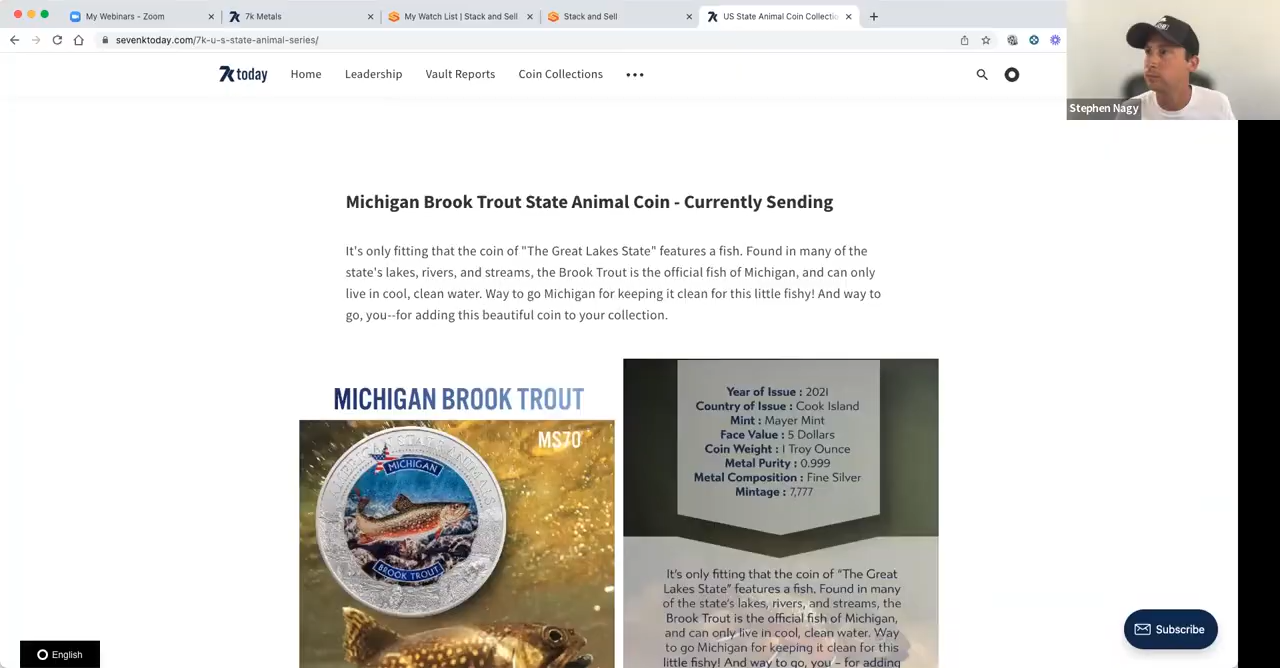 My Webinars - Zoom
7k Metals
My Watch List | Stack and Sell
Stack and Sell
US State Animal Coin Collectio
sevenktoday.com/7k-u-s-state-animal-series/
7k today
Home
Leadership
Vault Reports
Coin Collections
Stephen Nagy
Michigan Brook Trout State Animal Coin - Currently Sending
It's only fitting that the coin of "The Great Lakes State" features a fish. Found in many of the
state's lakes, rivers, and streams, the Brook Trout is the official fish of Michigan, and can only
live in cool, clean water. Way to go Michigan for keeping it clean for this little fishy! And way to
go, you--for adding this beautiful coin to your collection.
MICHIGAN BROOK TROUT
MS70
MICHIGAN
BROOK TROUT
Year of Issue : 2021
Country of Issue : Cook Island
Mint : Mayer Mint
Face Value : 5 Dollars
Coin Weight : 1 Troy Ounce
Metal Purity : 0.999
Metal Composition : Fine Silver
Mintage : 7,777
It's only fitting that the coin of "The Great
Lakes State" features a fish. Found in many
of the state's lakes, rivers, and streams, the
Brook Trout is the official fish of Michigan,
and can only live in cool, clean water. Way
to go Michigan for keeping it clean for this
little fishy! And way to go, you – for adding
Subscribe
English